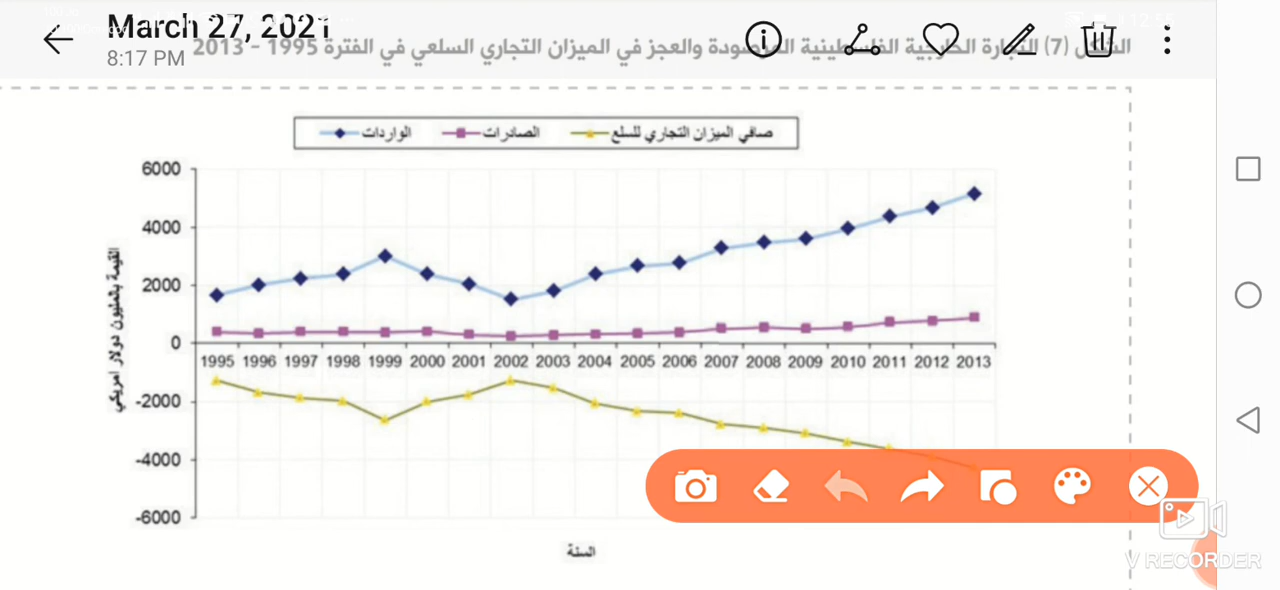 March 27, 2021
8:17 PM
(7) الخارجية الفلسطينية المرصودة والعجز في الميزان التجاري السلعي في الفترة 1995 - 2013
الواردات الصادرات صافي الميزان التجاري للسلع
6000
4000
2000
0
-2000
-4000
-6000
القيمة بالمليون دولار امريكي
1995 1996 1997 1998 1999 2000 2001 2002 2003 2004 2005 2006 2007 2008 2009 2010 2011 2012 2013
السنة
V RECORDER